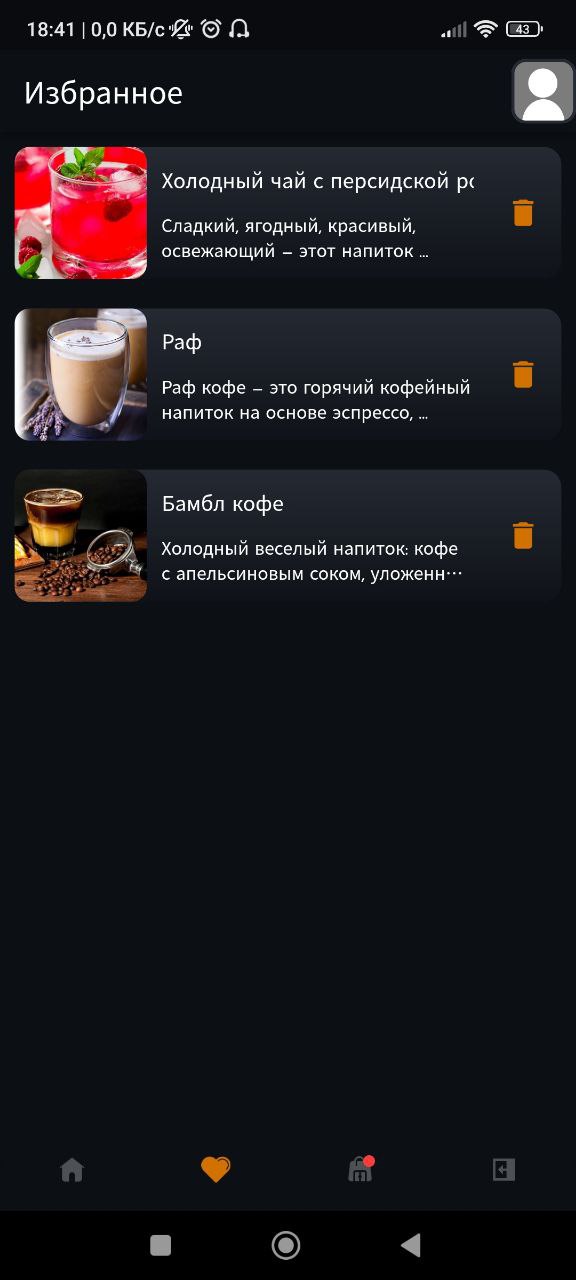 18:41 | 0,0 КБ/с
43
Избранное
Холодный чай с персидской
Сладкий, ягодный, красивый,
освежающий – этот напиток ...
Раф
Раф кофе – это горячий кофейный
напиток на основе эспрессо, ...
Бамбл кофе
Холодный веселый напиток: кофе
с апельсиновым соком, уложенн...